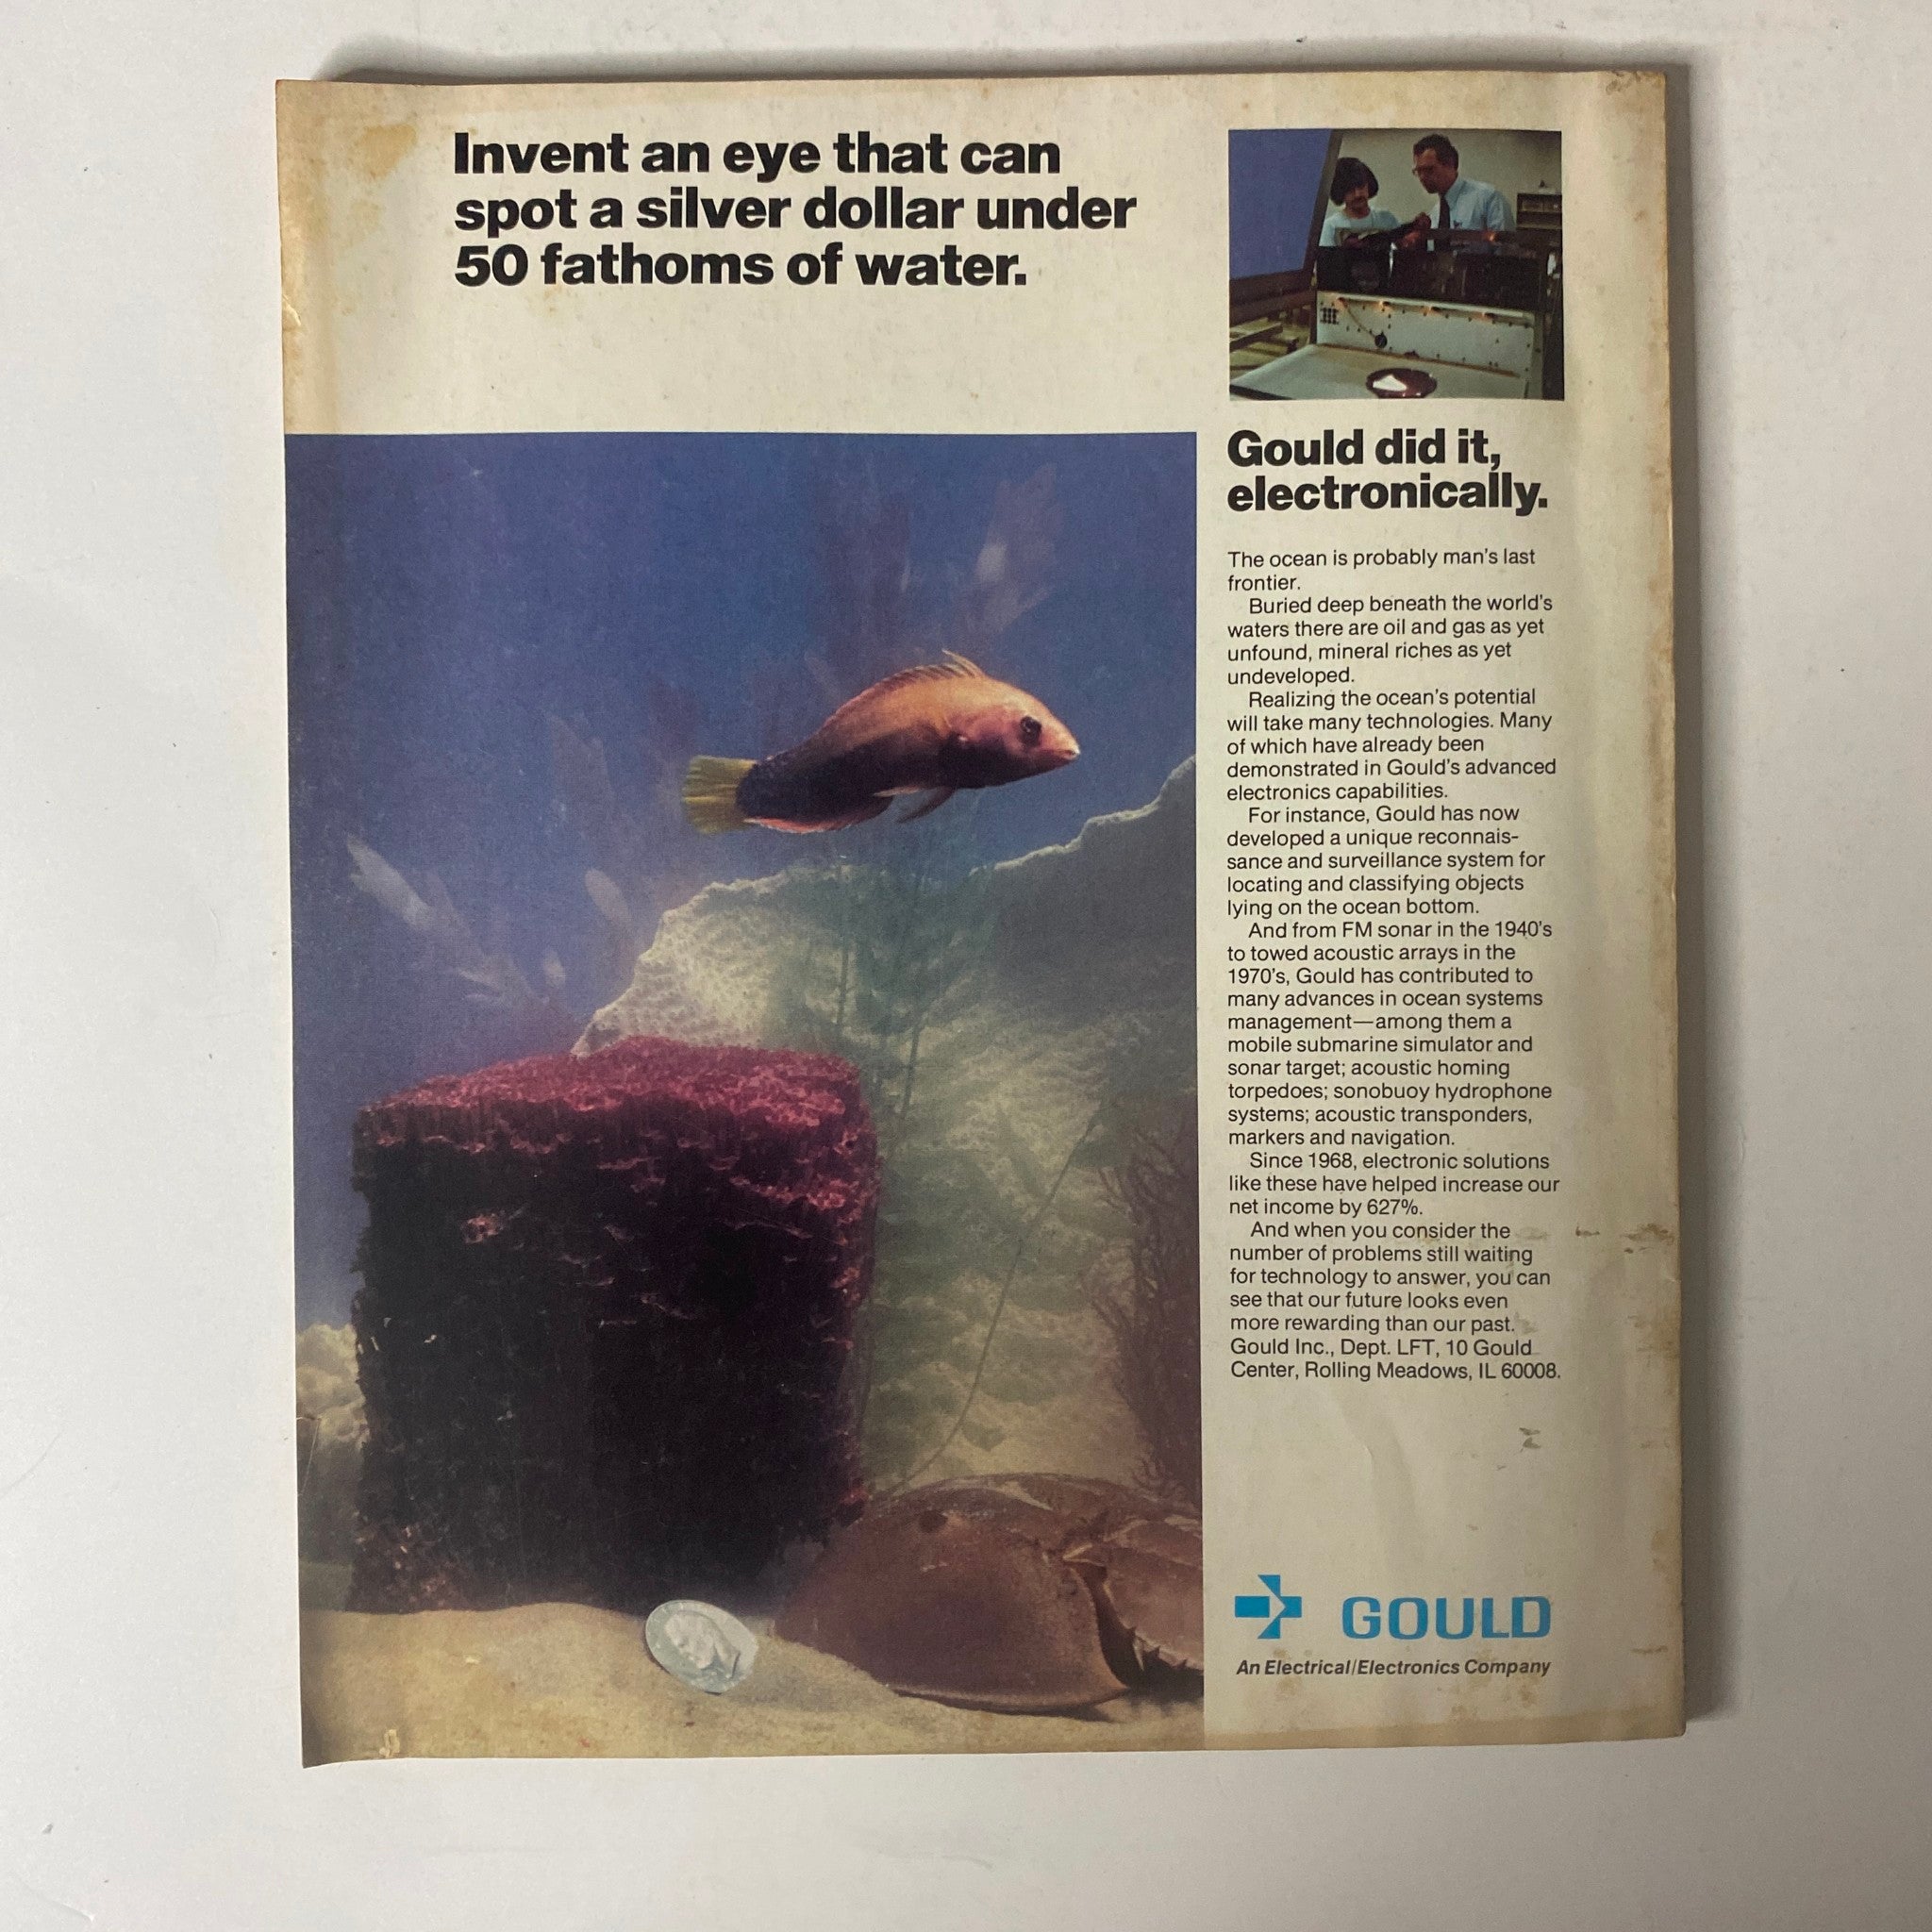 Invent an eye that can
spot a silver dollar under
50 fathoms of water.
Gould did it,
electronically.
The ocean is probably man's last
frontier.
Buried deep beneath the world's
waters there are oil and gas as yet
unfound, mineral riches as yet
undeveloped.
Realizing the ocean's potential
will take many technologies. Many
of which have already been
demonstrated in Gould's advanced
electronics capabilities.
For instance, Gould has now
developed a unique reconnais-
sance and surveillance system for
locating and classifying objects
lying on the ocean bottom.
And from FM sonar in the 1940's
to towed acoustic arrays in the
1970's, Gould has contributed to
many advances in ocean systems
management—among them a
mobile submarine simulator and
sonar target; acoustic homing
torpedoes; sonobuoy hydrophone
systems; acoustic transponders,
markers and navigation.
Since 1968, electronic solutions
like these have helped increase our
net income by 627%.
And when you consider the
number of problems still waiting
for technology to answer, you can
see that our future looks even
more rewarding than our past.
Gould Inc., Dept. LFT, 10 Gould
Center, Rolling Meadows, IL 60008.
GOULD
An Electrical/Electronics Company